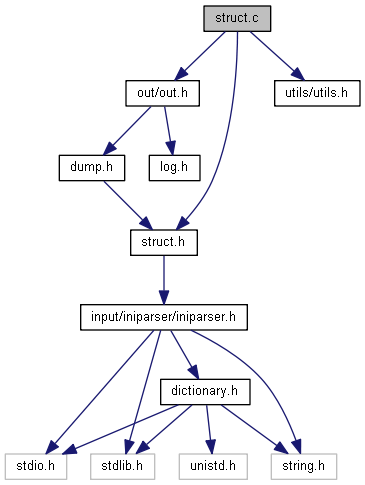 struct.c
out/out.h
utils/utils.h
dump.h
log.h
struct.h
input/iniparser/iniparser.h
dictionary.h
stdio.h
stdlib.h
unistd.h
string.h